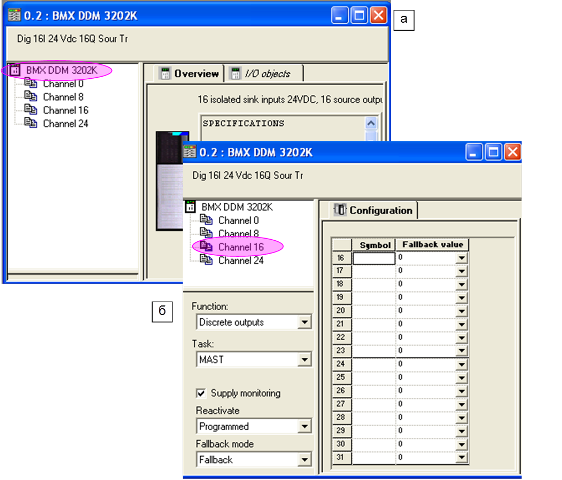 0.2 : BMX DDM 3202K
а
Dig 16I 24 Vdc 16Q Sour Tr
BMX DDM 3202K
Channel 0
Channel 8
Channel 16
Channel 24
Overview
I/O objects
16 isolated sink inputs 24VDC, 16 source outpu
SPECIFICATIONS
0.2 : BMX DDM 3202K
Dig 16I 24 Vdc 16Q Sour Tr
BMX DDM 3202K
Channel 0
Channel 8
Channel 16
Channel 24
б
Function:
Discrete outputs
Task:
MAST
Supply monitoring
Reactivate
Programmed
Fallback mode
Fallback
Configuration
Symbol Fallback value
16 0
17 0
18 0
19 0
20 0
21 0
22 0
23 0
24 0
25 0
26 0
27 0
28 0
29 0
30 0
31 0